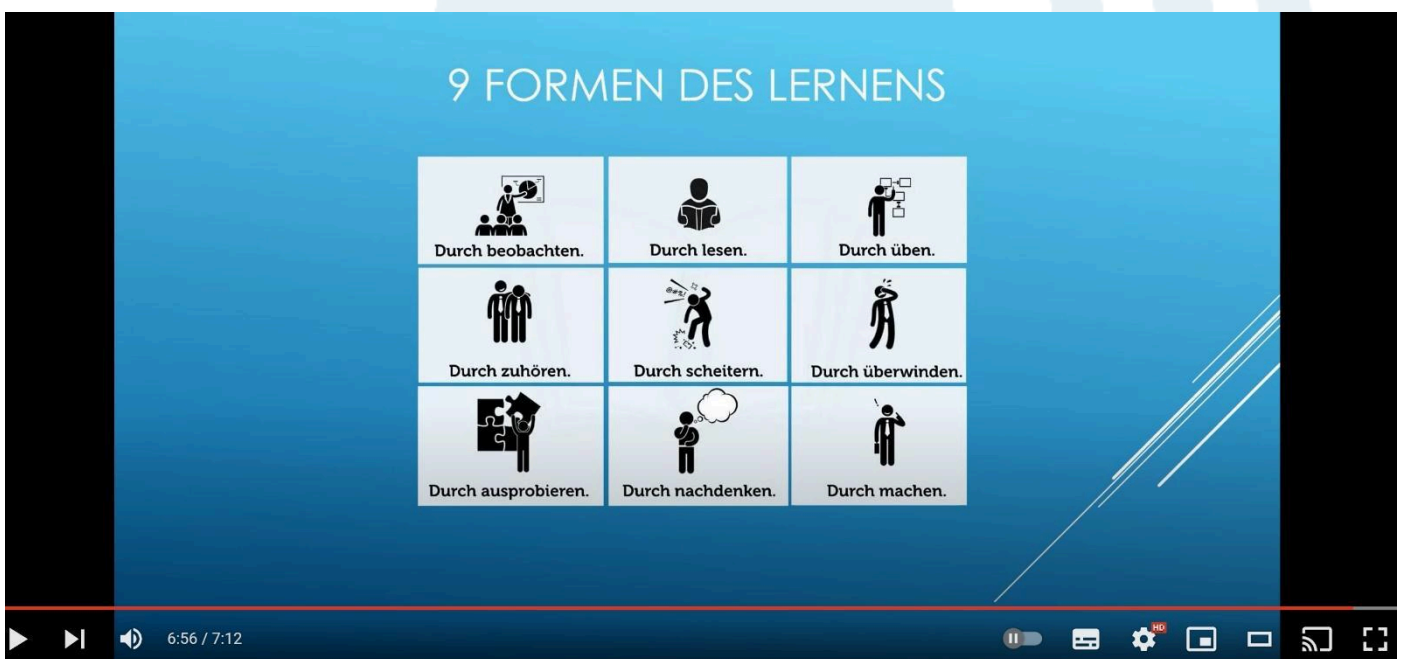 9 FORMEN DES LERNENS
Durch beobachten.
Durch lesen.
Durch üben.
Durch zuhören.
@#%!
Durch scheitern.
Durch überwinden.
Durch ausprobieren.
Durch nachdenken.
!
Durch machen.
6:56 / 7:12
HD